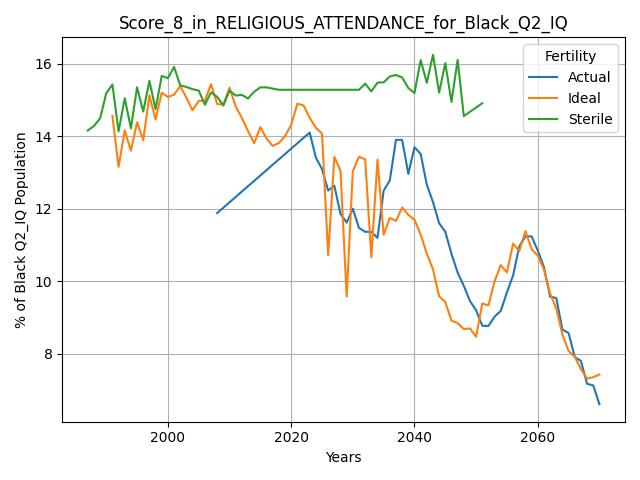 Score_8_in_RELIGIOUS_ATTENDANCE_for_Black_Q2_IQ
% of Black Q2_IQ Population
16
14
12
10
8
Fertility
Actual
Ideal
Sterile
2000 2020 2040 2060
Years